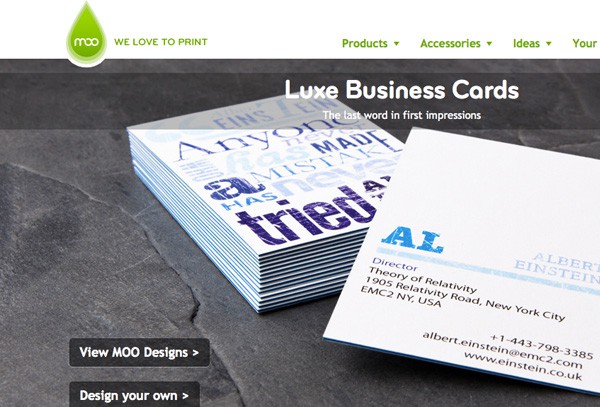 moo
WE LOVE TO PRINT
Products
Accessories
Ideas
Your
Luxe Business Cards
The last word in first impressions
EINSTEIN
Anyone
never
has MADE
a MISTAKE
HAS never
tried
AL
ALBERT
EINSTEIN
Director
Theory of Relativity
1905 Relativity Road, New York City
EMC2 NY, USA
+1-443-798-3385
albert.einstein@emc2.com
www.einstein.co.uk
View MOO Designs >
Design your own >